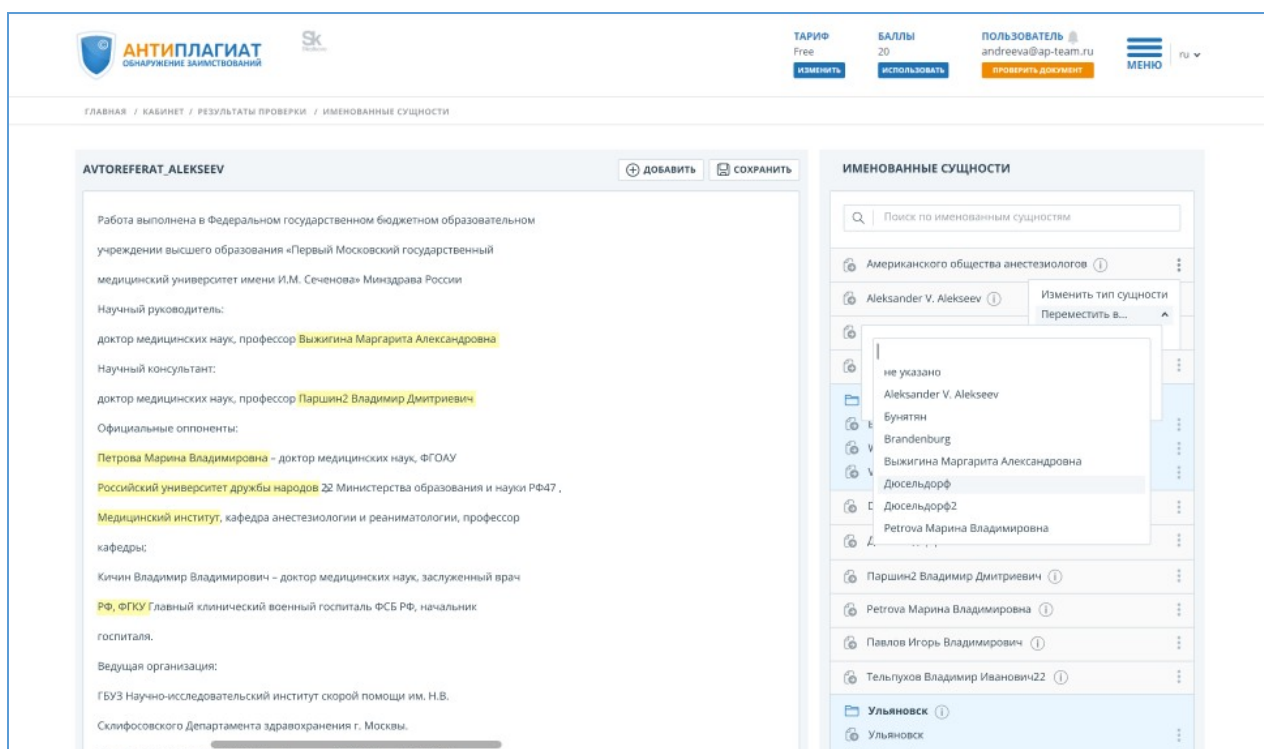 АНТИПЛАГИАТ
ОБНАРУЖЕНИЕ ЗАИМСТВОВАНИЙ
Sk
ТАРИФ
Free
ИЗМЕНИТЬ
БАЛЛЫ
20
ИСПОЛЬЗОВАТЬ
ПОЛЬЗОВАТЕЛЬ
andreeva@ap-team.ru
ПРОВЕРИТЬ ДОКУМЕНТ
МЕНЮ
ru
ГЛАВНАЯ / КАБИНЕТ / РЕЗУЛЬТАТЫ ПРОВЕРКИ / ИМЕНОВАННЫЕ СУЩНОСТИ
AVTOREFERAT_ALEKSEEV
ДОБАВИТЬ
СОХРАНИТЬ
Работа выполнена в Федеральном государственном бюджетном образовательном
учреждении высшего образования «Первый Московский государственный
медицинский университет имени И.М. Сеченова» Минздрава России
Научный руководитель:
доктор медицинских наук, профессор Выжигина Маргарита Александровна
Научный консультант:
доктор медицинских наук, профессор Паршин2 Владимир Дмитриевич
Официальные оппоненты:
Петрова Марина Владимировна – доктор медицинских наук, ФГОАУ
Российский университет дружбы народов 22 Министерства образования и науки РФ47 ,
Медицинский институт, кафедра анестезиологии и реаниматологии, профессор
кафедры;
Кичин Владимир Владимирович – доктор медицинских наук, заслуженный врач
РФ, ФГКУ Главный клинический военный госпиталь ФСБ РФ, начальник
госпиталя.
Ведущая организация:
ГБУЗ Научно-исследовательский институт скорой помощи им. Н.В.
Склифосовского Департамента здравохранения г. Москвы.
ИМЕНОВАННЫЕ СУЩНОСТИ
Поиск по именованным сущностям
Американского общества анестезиологов
Aleksander V. Alekseev
Изменить тип сущности
Переместить в...
не указано
Aleksander V. Alekseev
Бунятян
Brandenburg
Выжигина Маргарита Александровна
Дюсельдорф
Дюсельдорф2
Petrova Марина Владимировна
Паршин2 Владимир Дмитриевич
Petrova Марина Владимировна
Павлов Игорь Владимирович
Тельпухов Владимир Иванович22
Ульяновск
Ульяновск